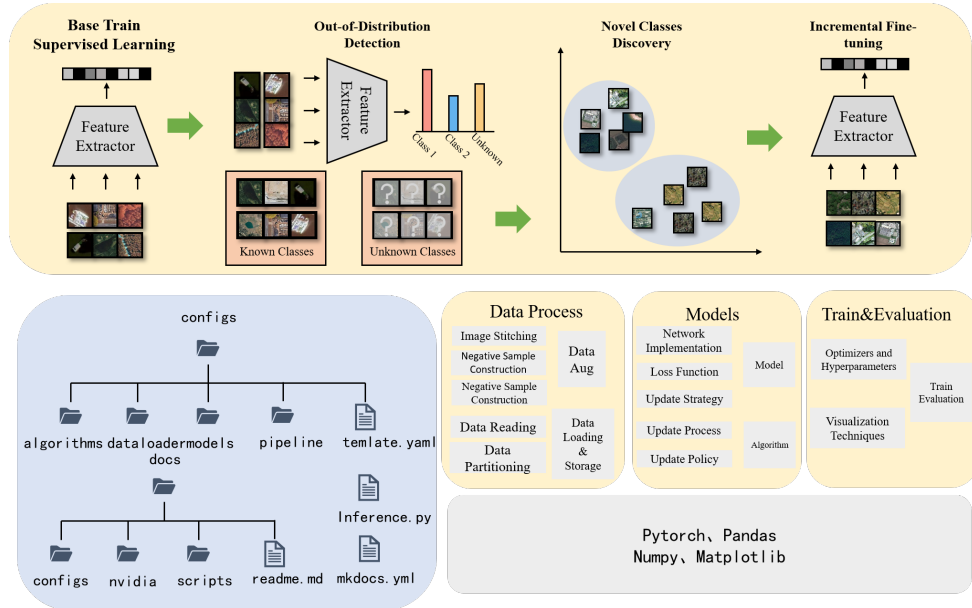 Base Train
Supervised Learning
Out-of-Distribution
Detection
Novel Classes
Discovery
Incremental Fine-
tuning
Feature
Extractor
Feature
Extractor
Class 1
Class 2
Unknown
Feature
Extractor
Known Classes
Unknown Classes
configs
algorithms
dataloader
models
pipeline
temlate.yaml
docs
Inference.py
configs
nvidia
scripts
readme.md
mkdocs.yml
Data Process
Image Stitching
Negative Sample
Construction
Negative Sample
Construction
Data
Aug
Data Reading
Data
Partitioning
Data
Loading
&
Storage
Models
Network
Implementation
Loss Function
Update Strategy
Model
Update Process
Update Policy
Algorithm
Train&Evaluation
Optimizers and
Hyperparameters
Visualization
Techniques
Train
Evaluation
Pytorch、Pandas
Numpy、Matplotlib